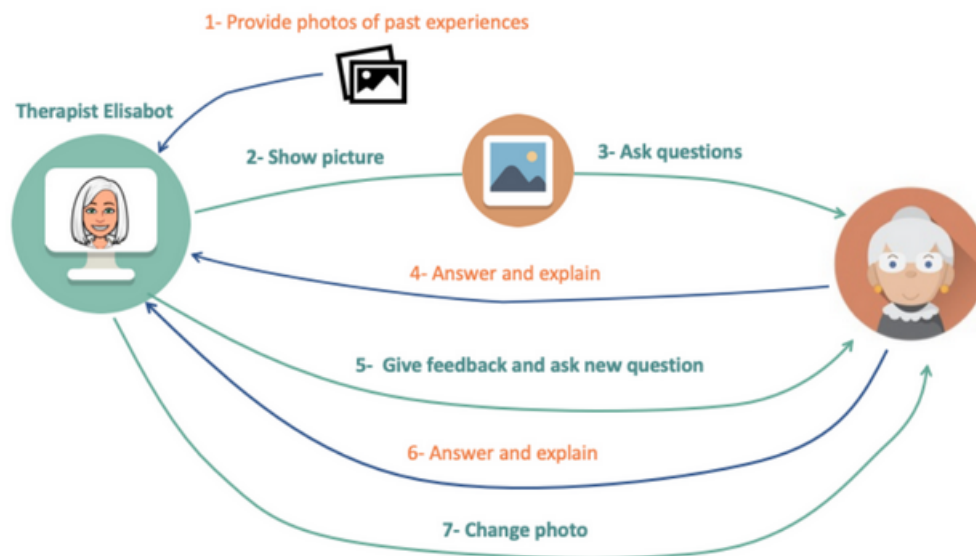 1- Provide photos of past experiences
Therapist Elisabot
2- Show picture
3- Ask questions
4- Answer and explain
5- Give feedback and ask new question
6- Answer and explain
7- Change photo